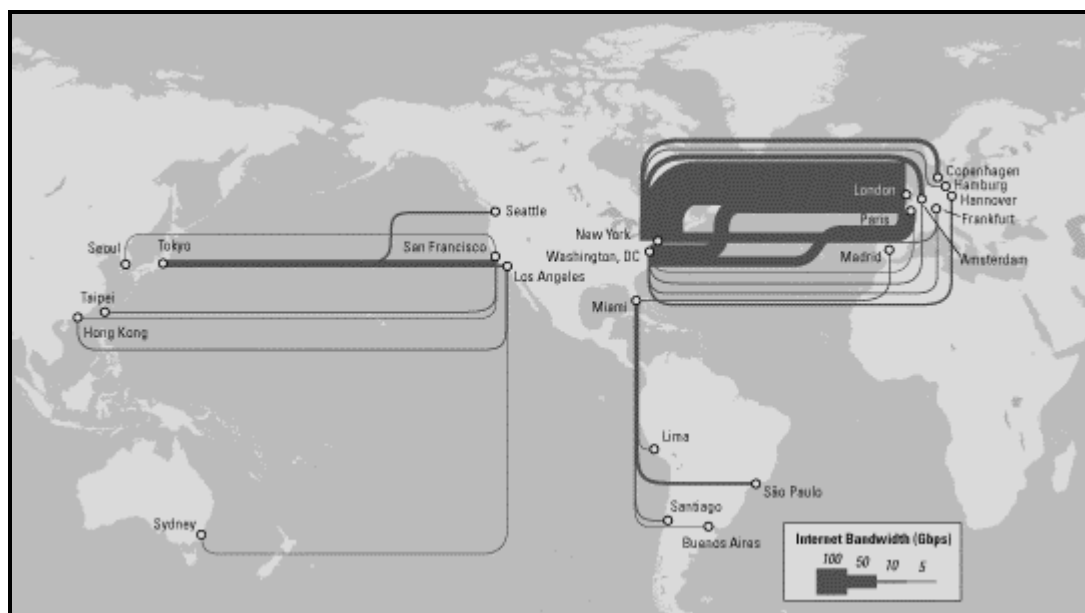 Copenhagen
Hamburg
London
Hannover
Seattle
Paris
Frankfurt
New York
Seoul
Tokyo
San Francisco
Washington, DC
Madrid
Amsterdam
Los Angeles
Taipei
Miami
Hong Kong
Lima
São Paulo
Santiago
Sydney
Buenos Aires
Internet Bandwidth (Gbps)
100 50 10 5